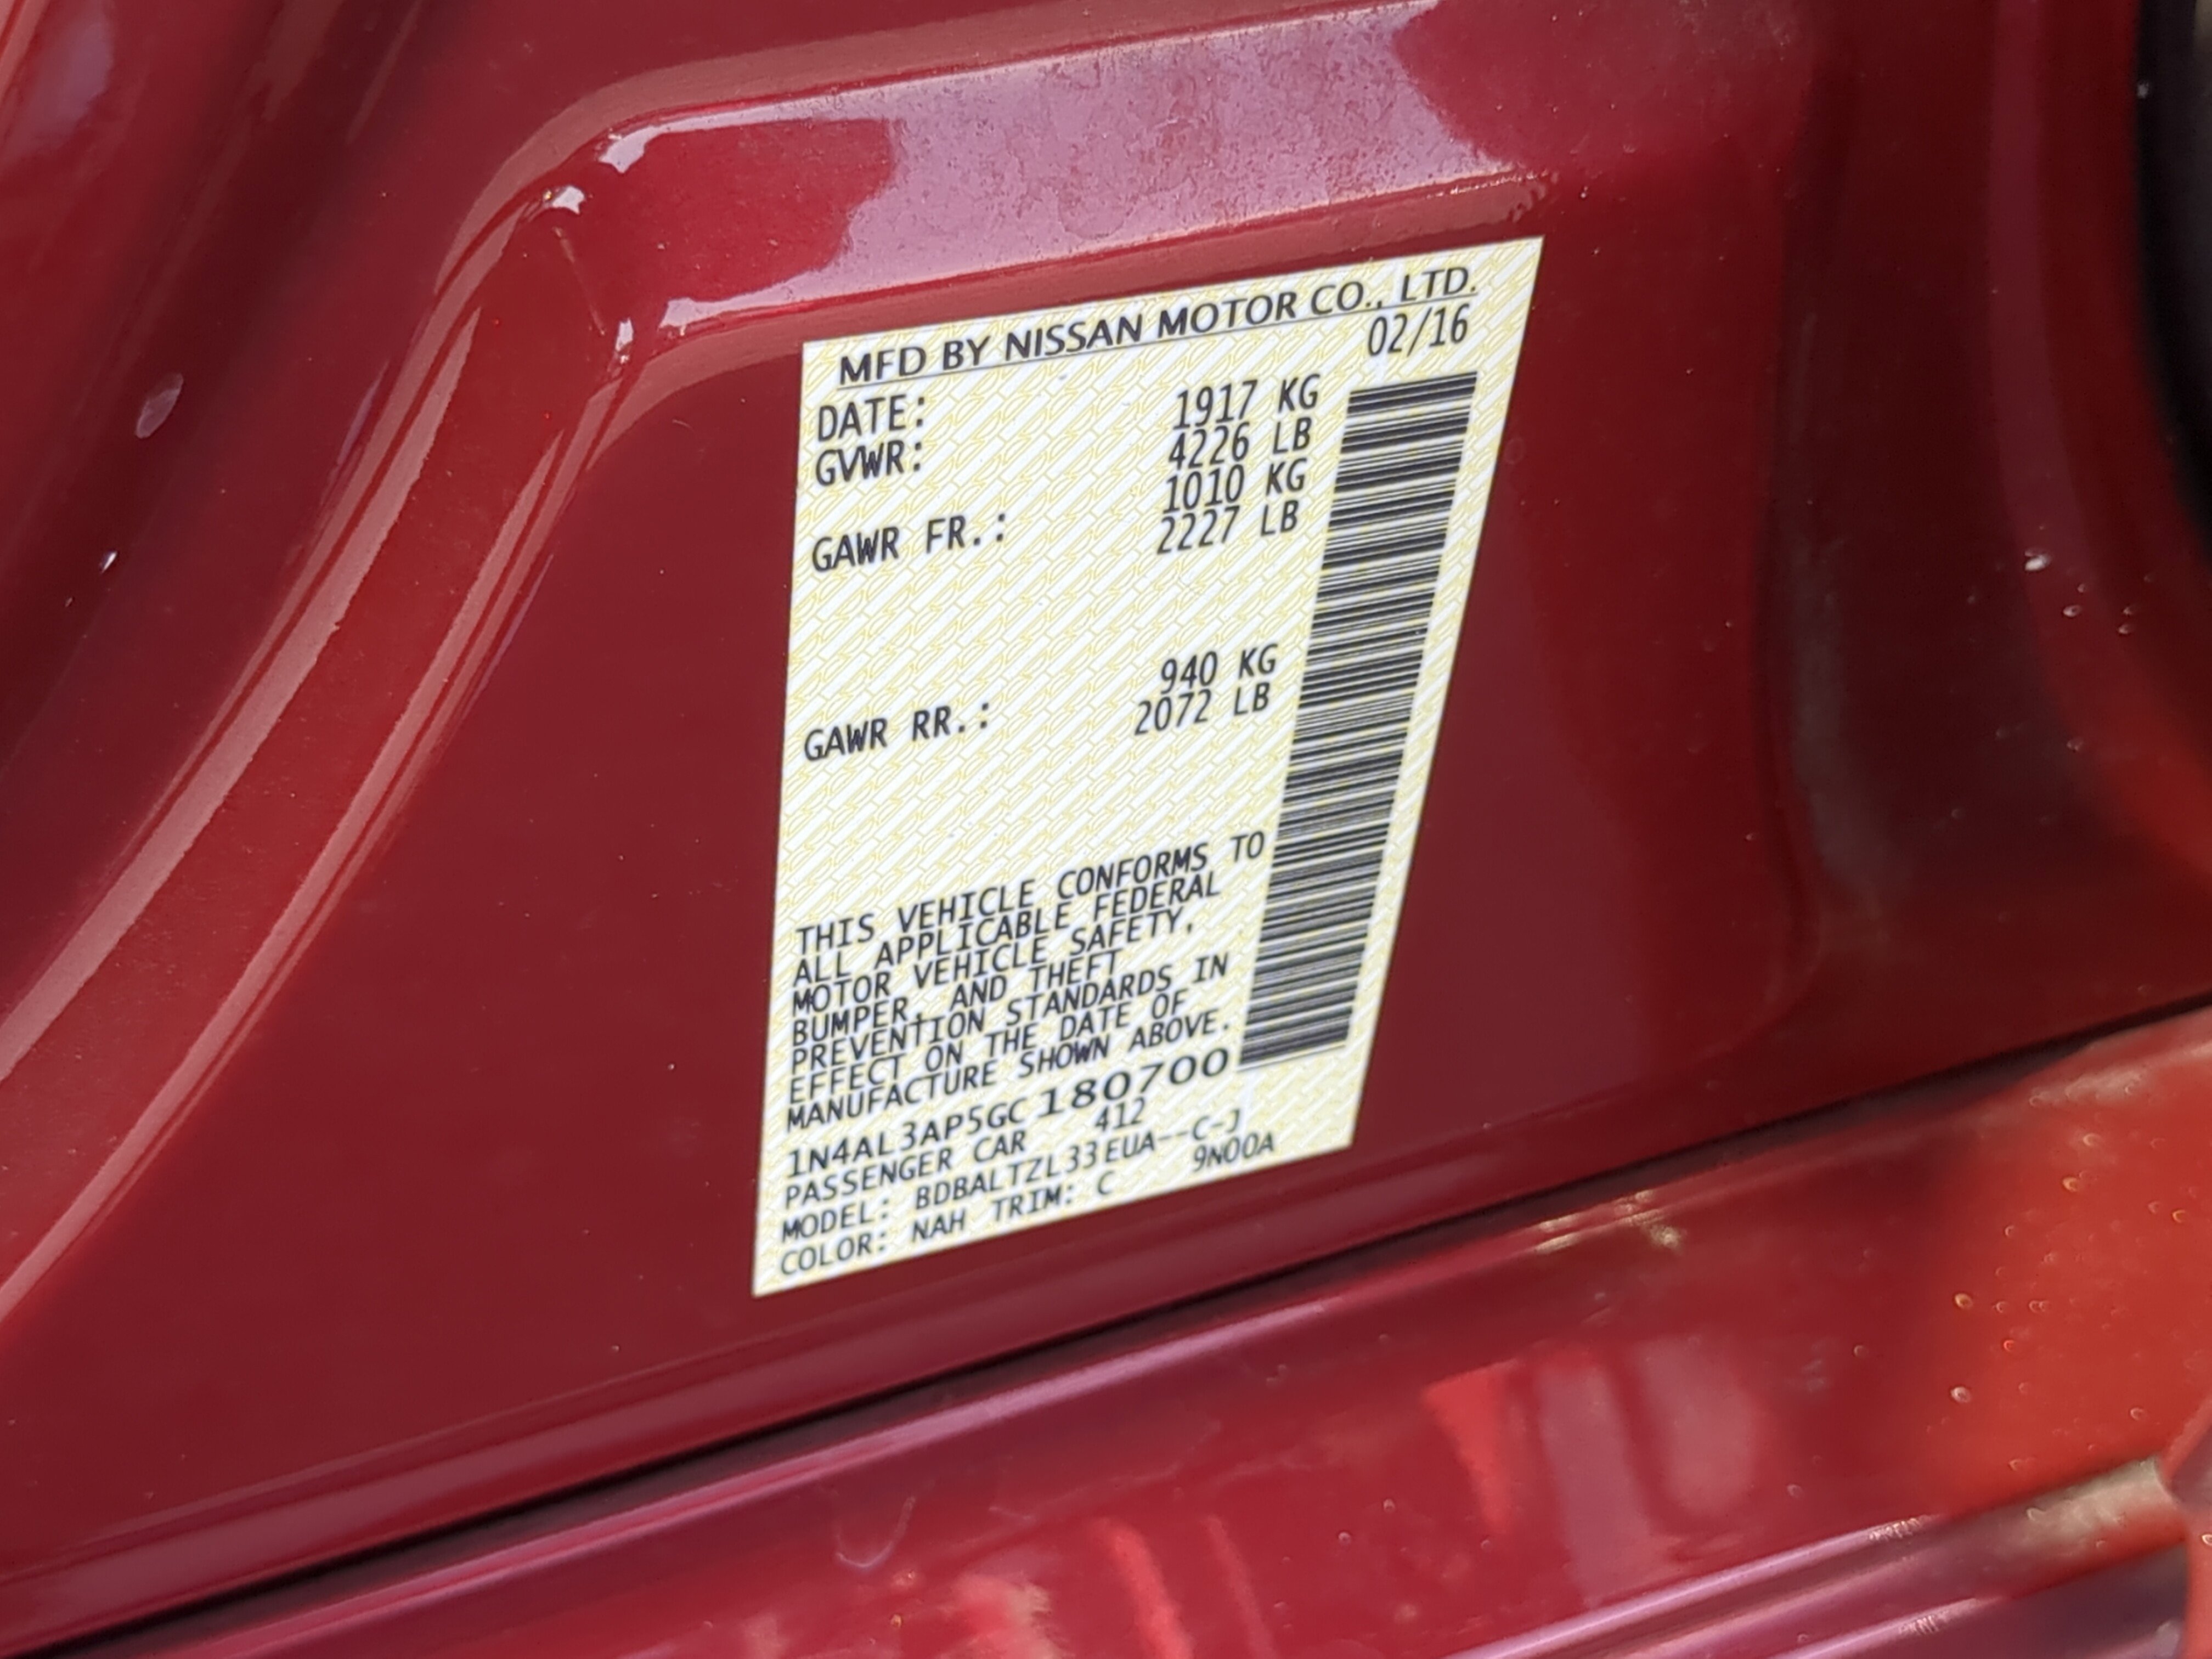 MFD BY NISSAN MOTOR CO., LTD.
DATE: 02/16
GVWR: 1917 KG
4226 LB
GAWR FR.: 1010 KG
2227 LB
GAWR RR.: 940 KG
2072 LB
THIS VEHICLE CONFORMS TO
ALL APPLICABLE FEDERAL
MOTOR VEHICLE SAFETY,
BUMPER, AND THEFT
PREVENTION STANDARDS IN
EFFECT ON THE DATE OF
MANUFACTURE SHOWN ABOVE.
1N4AL3AP5GC180700
PASSENGER CAR 412
MODEL: BDBALTZL33EUA--C-J
COLOR: NAH TRIM: C 9N00A